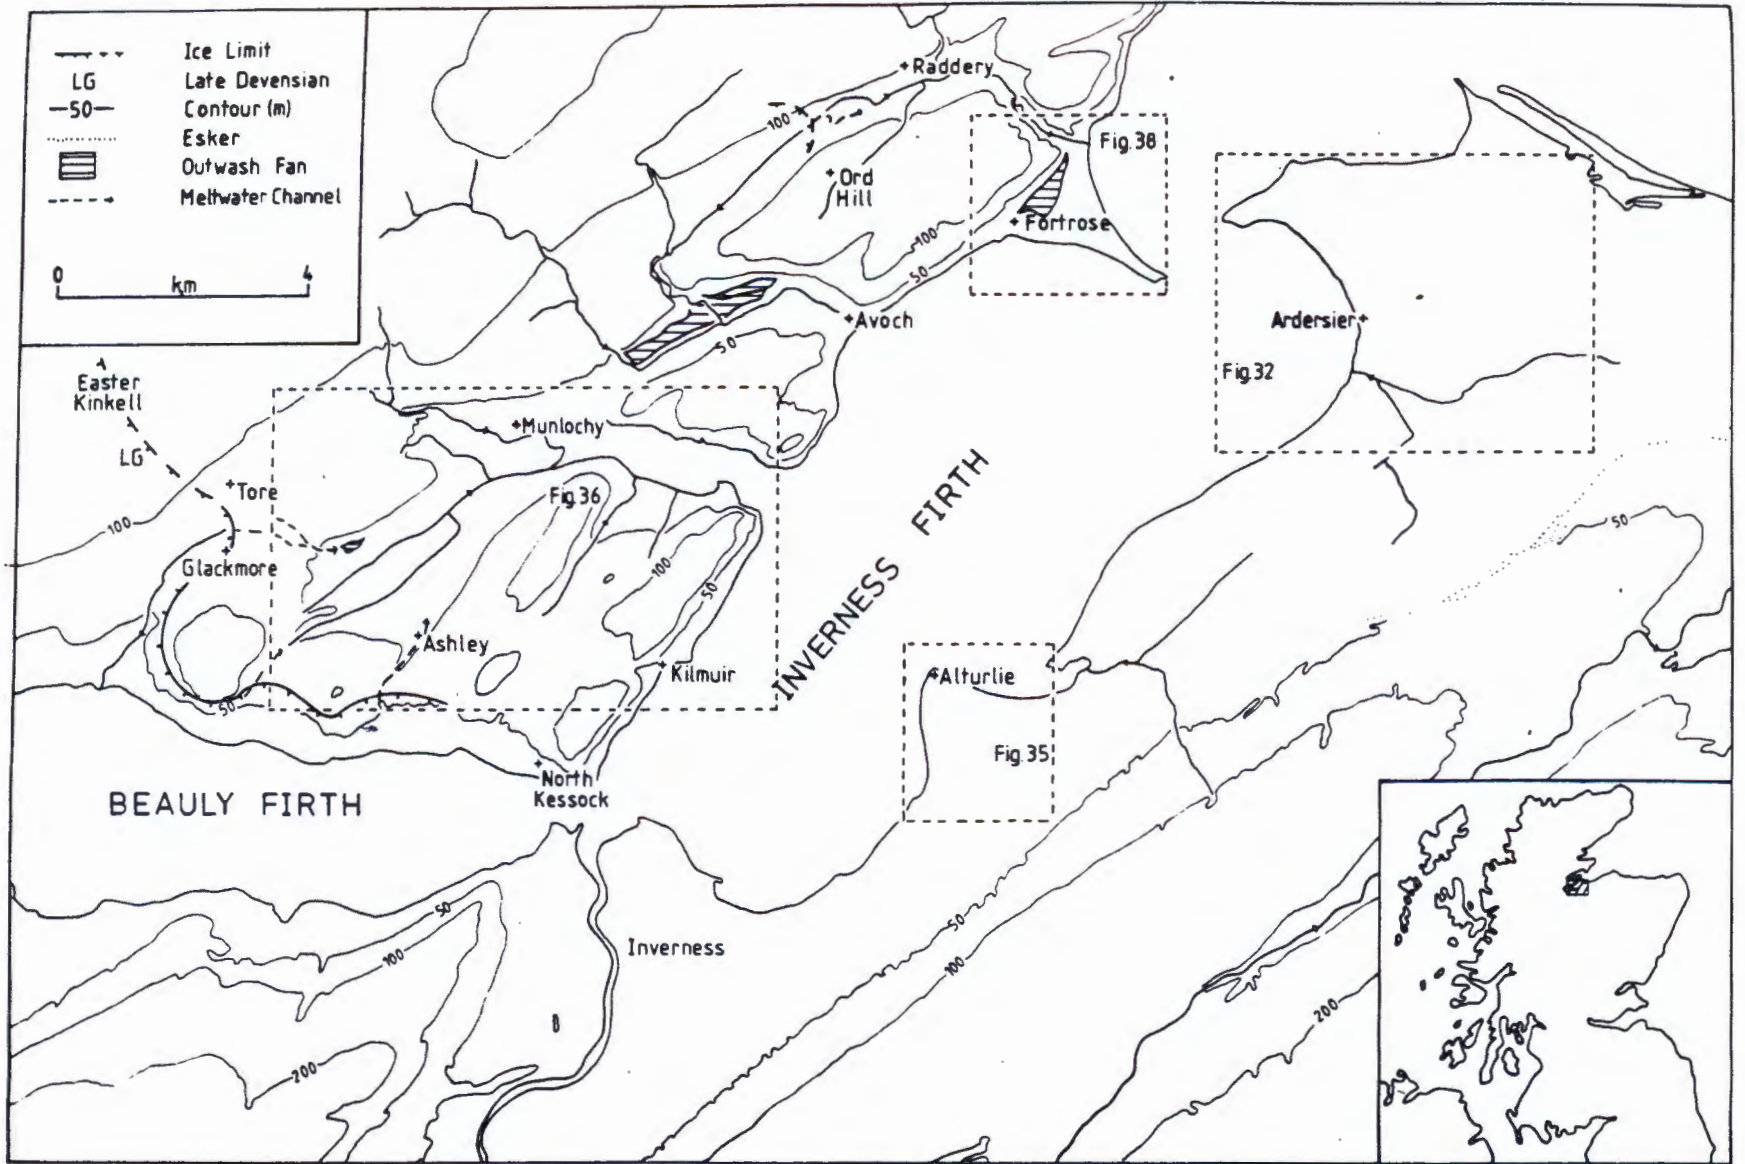 Ice Limit
LG Late Devensian
-50- Contour (m)
Esker
Outwash Fan
Meltwater Channel
0 4
km
Raddery
100
Fig.38
Ord
Hill
Fortrose
100
50
Avoch
Ardersier
50
Fig.32
Easter
Kinkell
Munlochy
LG
Tore
Fig.36
INVERNESS FIRTH
100
50
Glackmore
100
50
Ashley
Kilmuir
Alturlie
50
Fig.35
North
Kessock
BEAULY FIRTH
50
50
Inverness
100
100
200
200